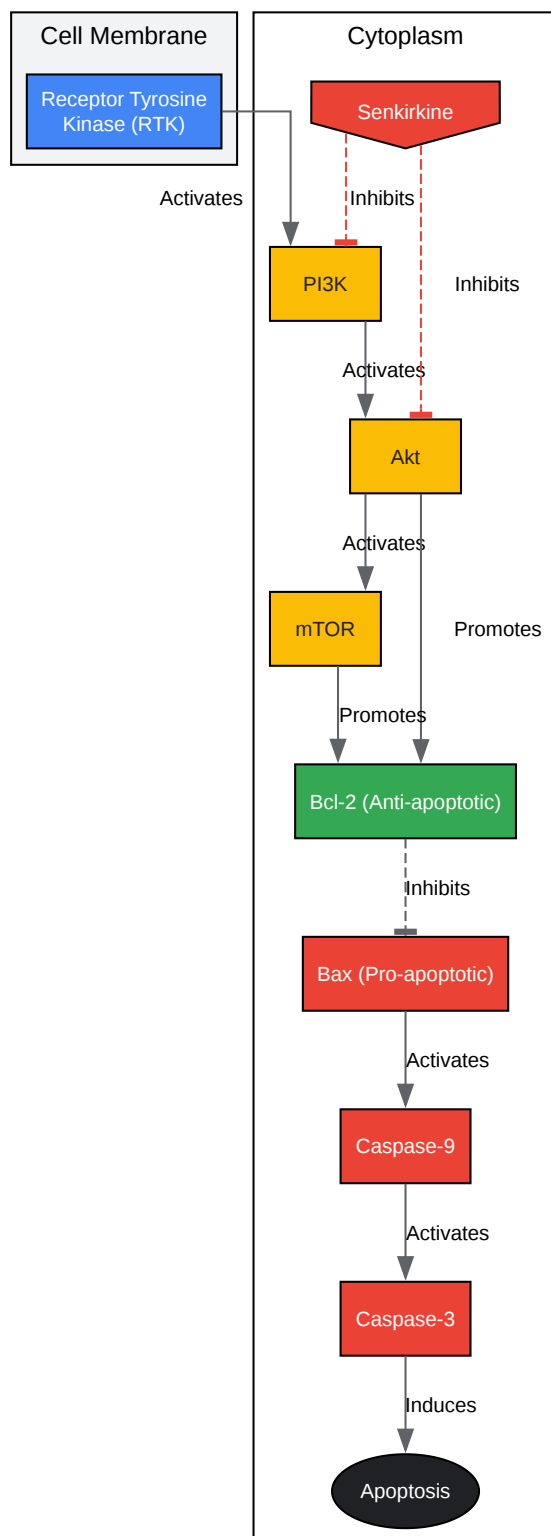 Cell Membrane
Cytoplasm
Receptor Tyrosine
Kinase (RTK)
Senkirkine
Activates
Inhibits
PI3K
Inhibits
Activates
Akt
Activates
mTOR
Promotes
Promotes
Bcl-2 (Anti-apoptotic)
Inhibits
Bax (Pro-apoptotic)
Activates
Caspase-9
Activates
Caspase-3
Induces
Apoptosis